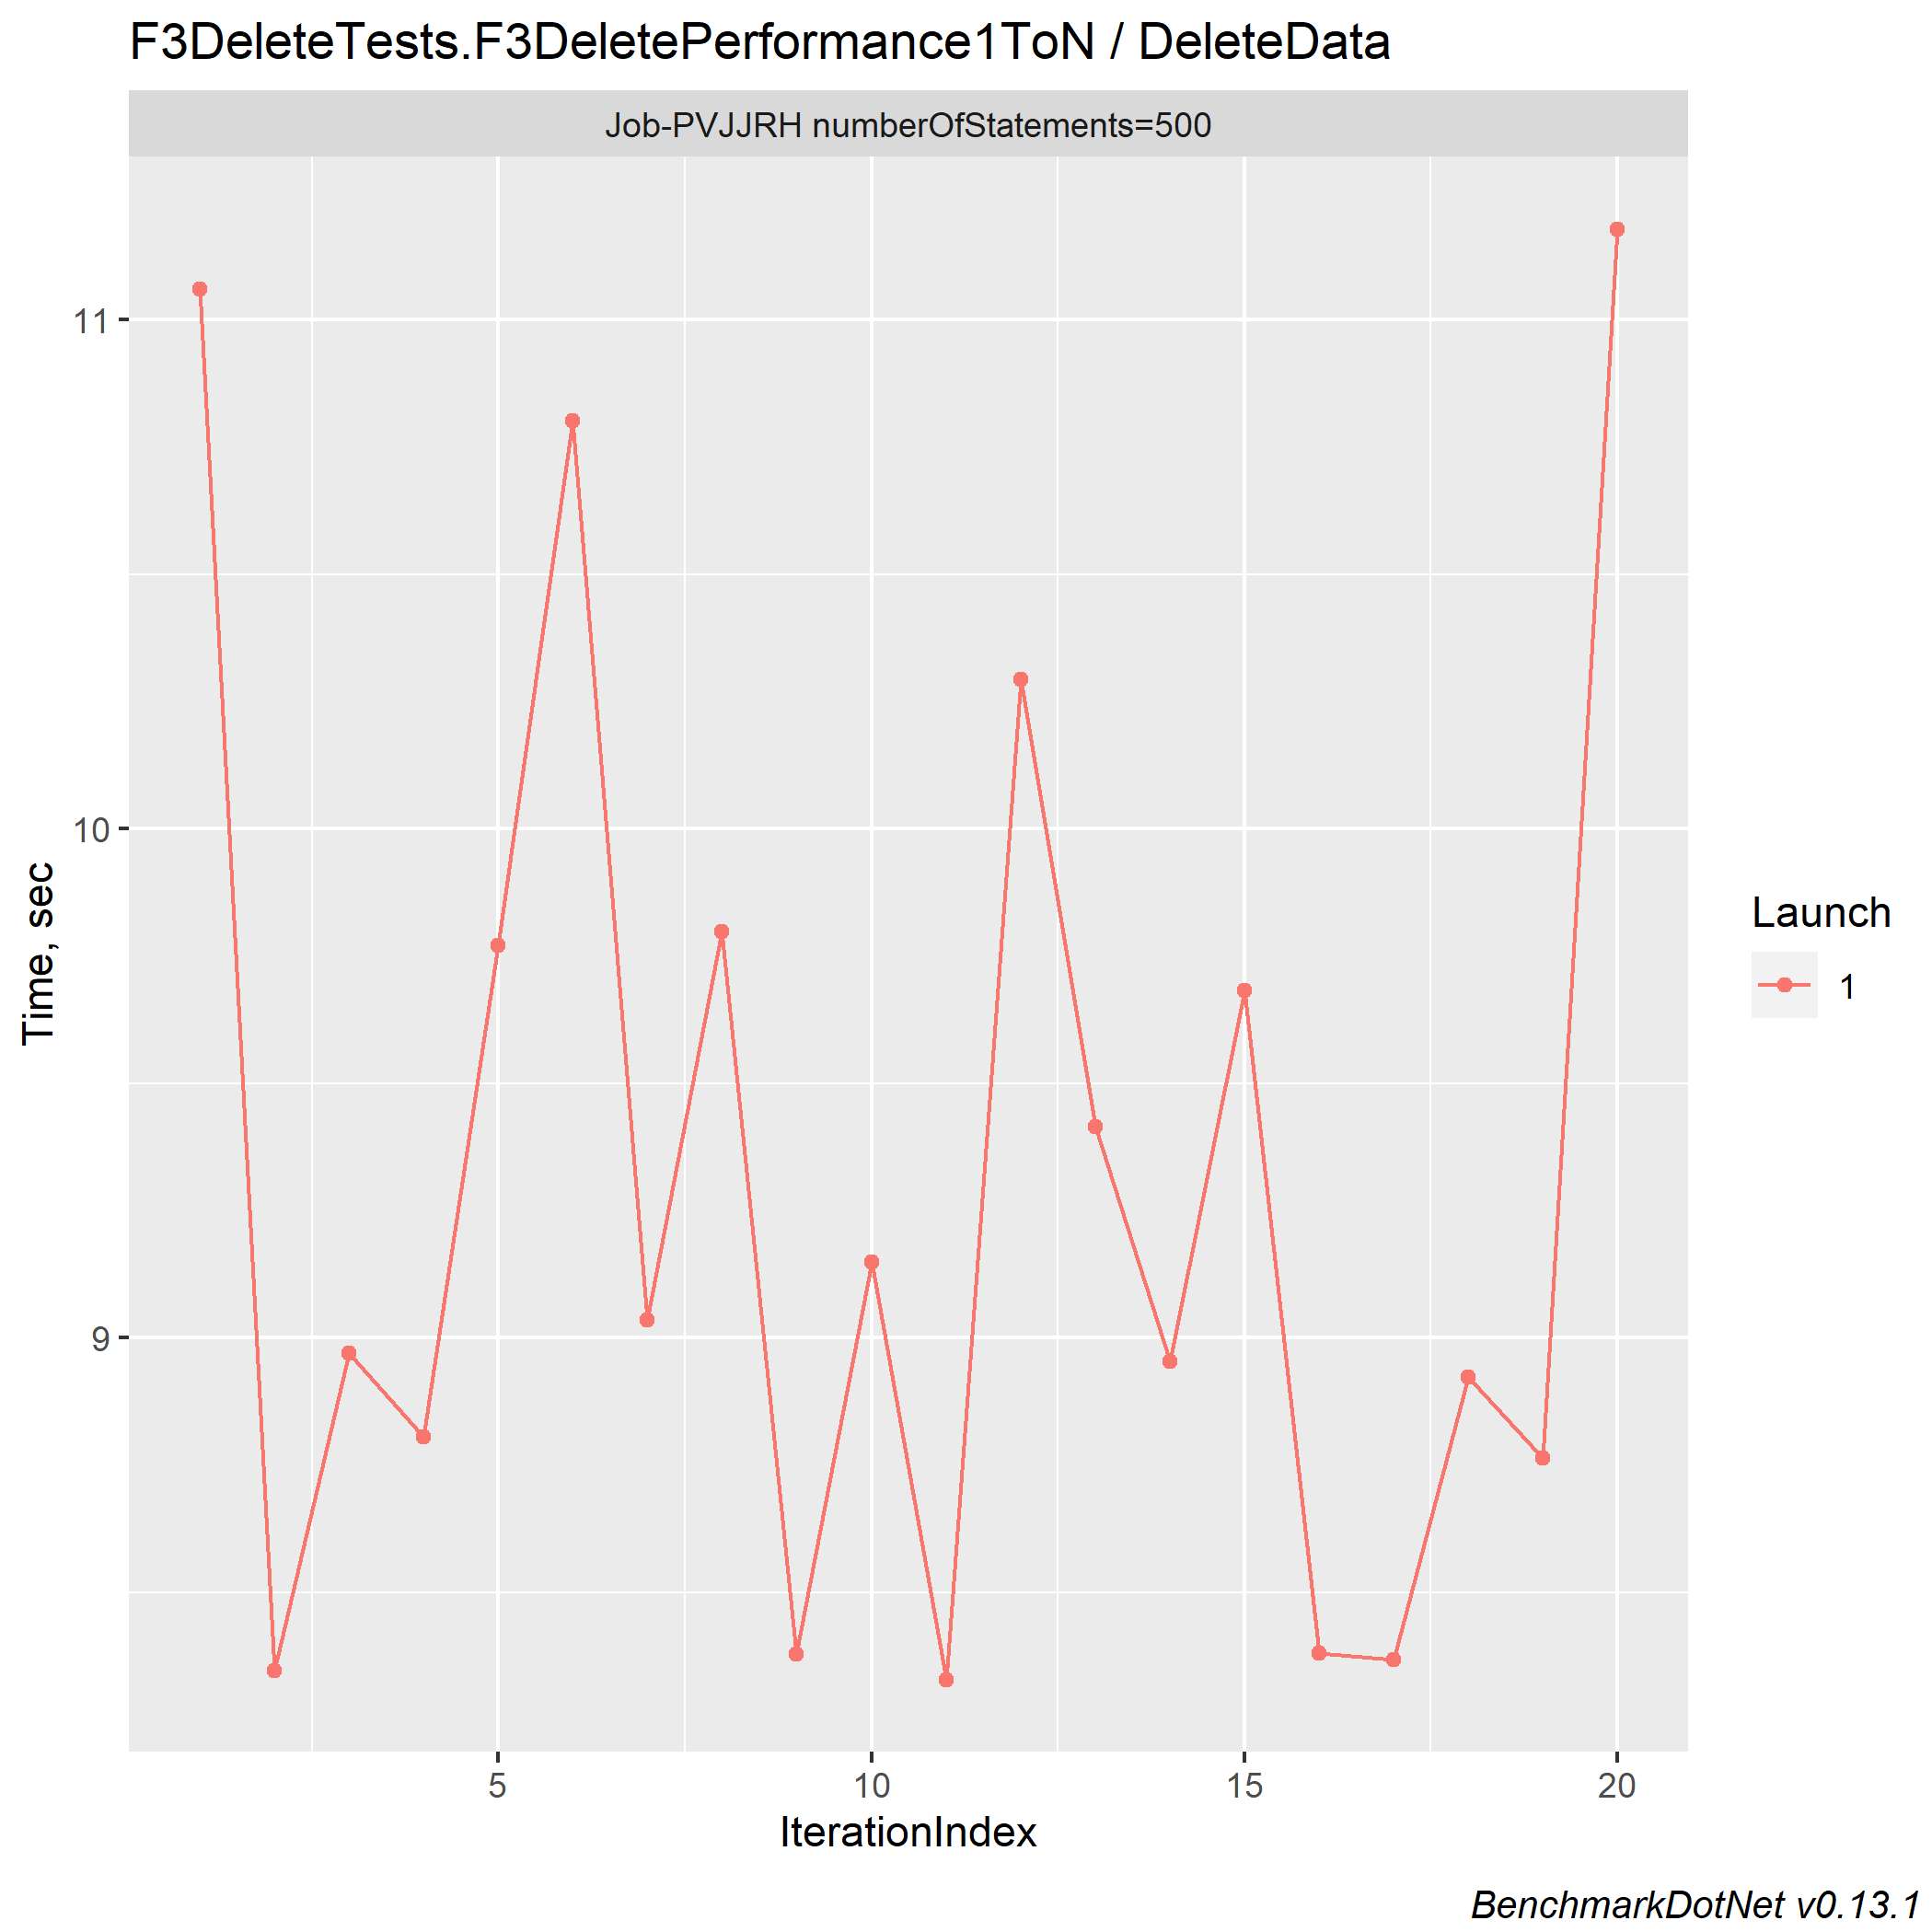 F3DeleteTests.F3DeletePerformance1ToN / DeleteData
Job-PVJJRH numberOfStatements=500
11
10
9
Time, sec
5
10
15
20
IterationIndex
Launch
1
BenchmarkDotNet v0.13.1